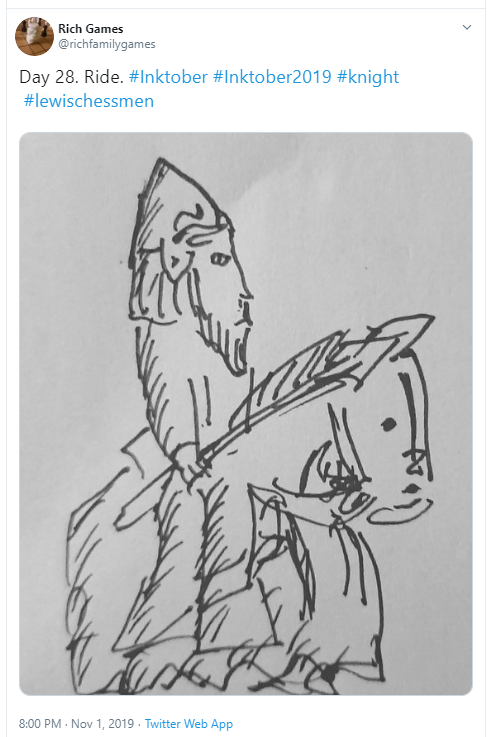 Rich Games
@richfamilygames
Day 28. Ride. #Inktober #Inktober2019 #knight
#lewischessmen
8:00 PM · Nov 1, 2019 · Twitter Web App